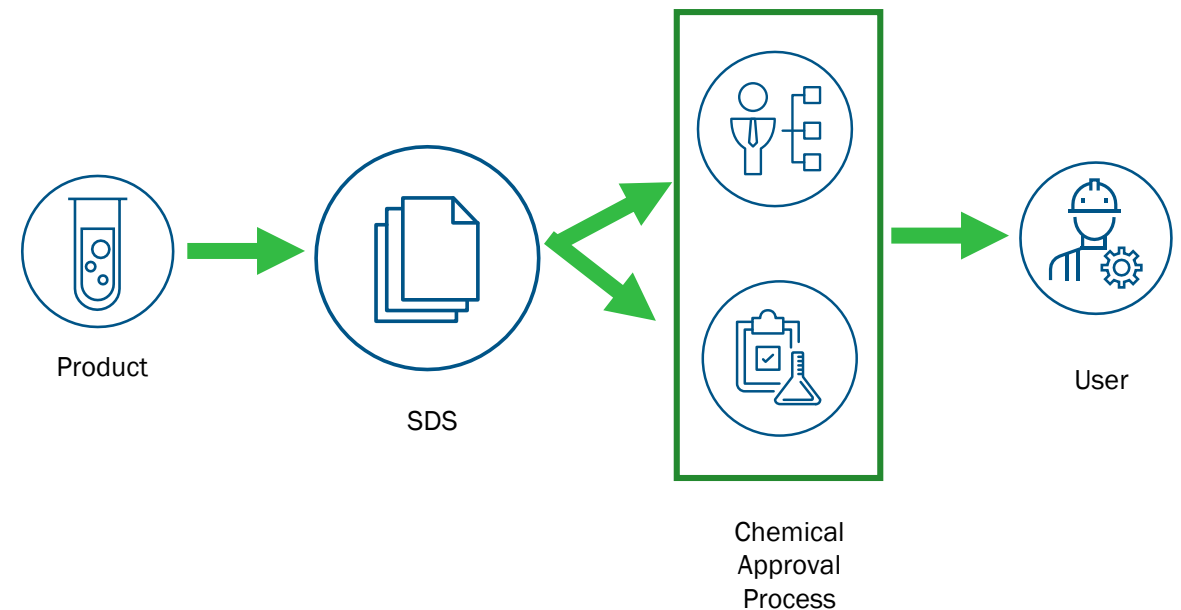 Product
SDS
Chemical
Approval
Process
User